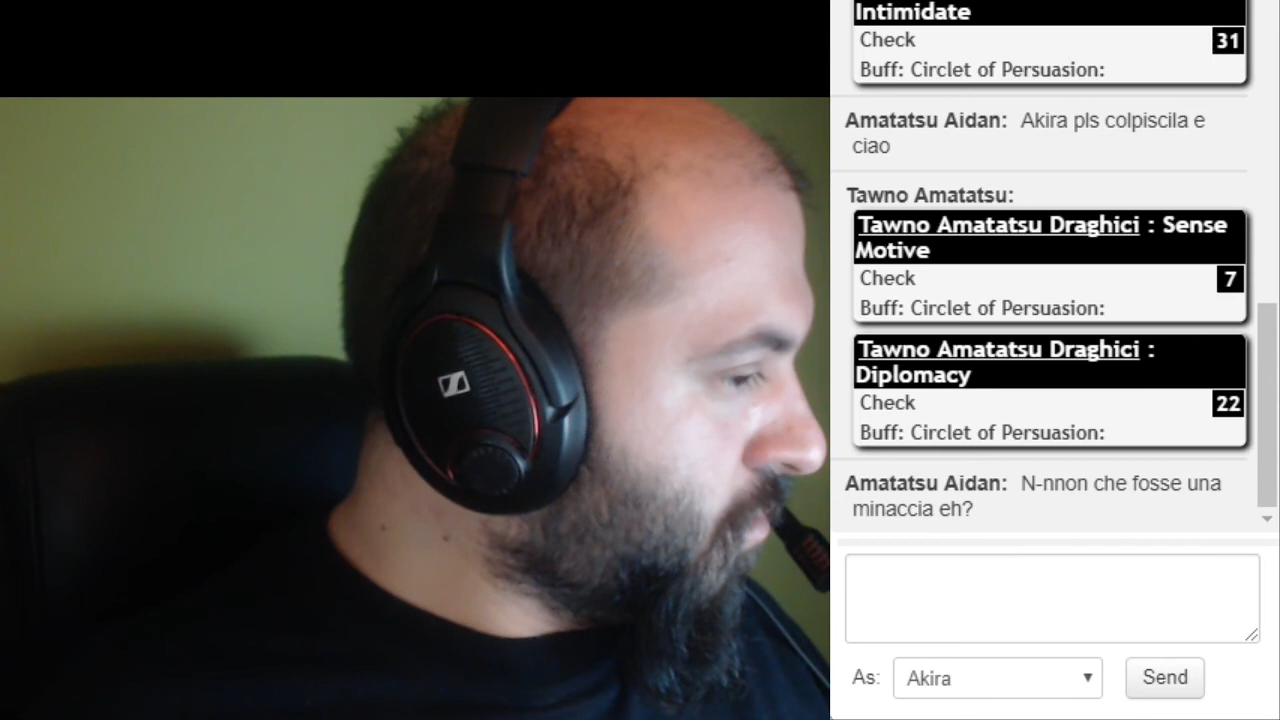 Intimidate
Check 31
Buff: Circlet of Persuasion:
Amatatsu Aidan: Akira pls colpiscila e
ciao
Tawno Amatatsu:
Tawno Amatatsu Draghici : Sense
Motive
Check 7
Buff: Circlet of Persuasion:
Tawno Amatatsu Draghici :
Diplomacy
Check 22
Buff: Circlet of Persuasion:
Amatatsu Aidan: N-nnon che fosse una
minaccia eh?
As: Akira Send